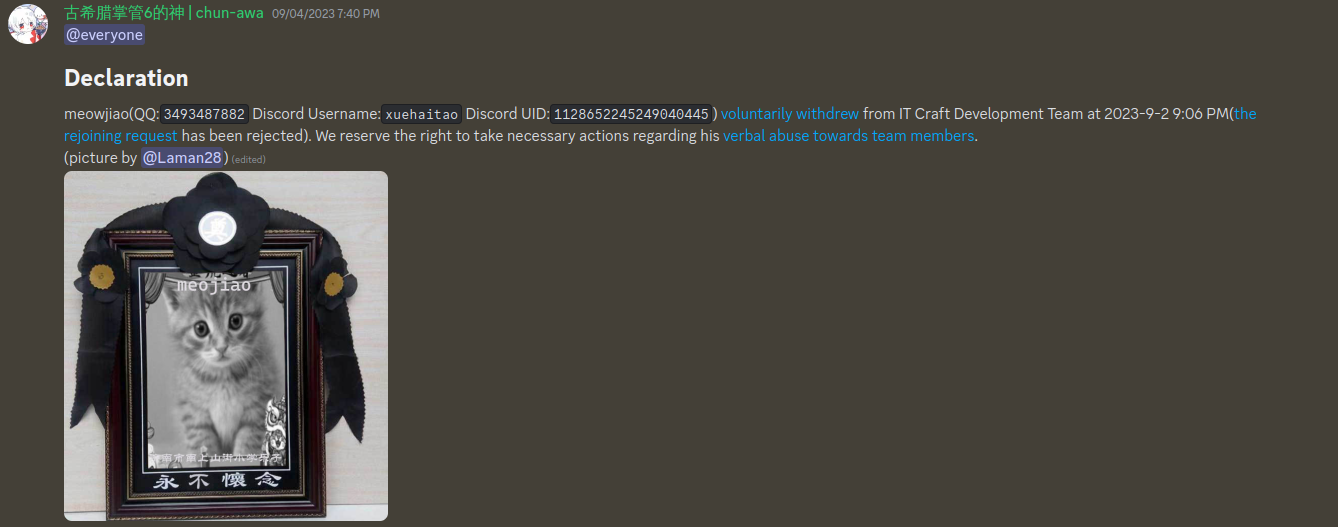 古希腊掌管6的神 | chun-awa 09/04/2023 7:40 PM
@everyone
Declaration
meowjiao(QQ:3493487882 Discord Username:xuehaitao Discord UID:1128652245249040445) voluntarily withdrew from IT Craft Development Team at 2023-9-2 9:06 PM(the
rejoining request has been rejected). We reserve the right to take necessary actions regarding his verbal abuse towards team members.
(picture by @Laman28) (edited)
meojiao
永不懷念